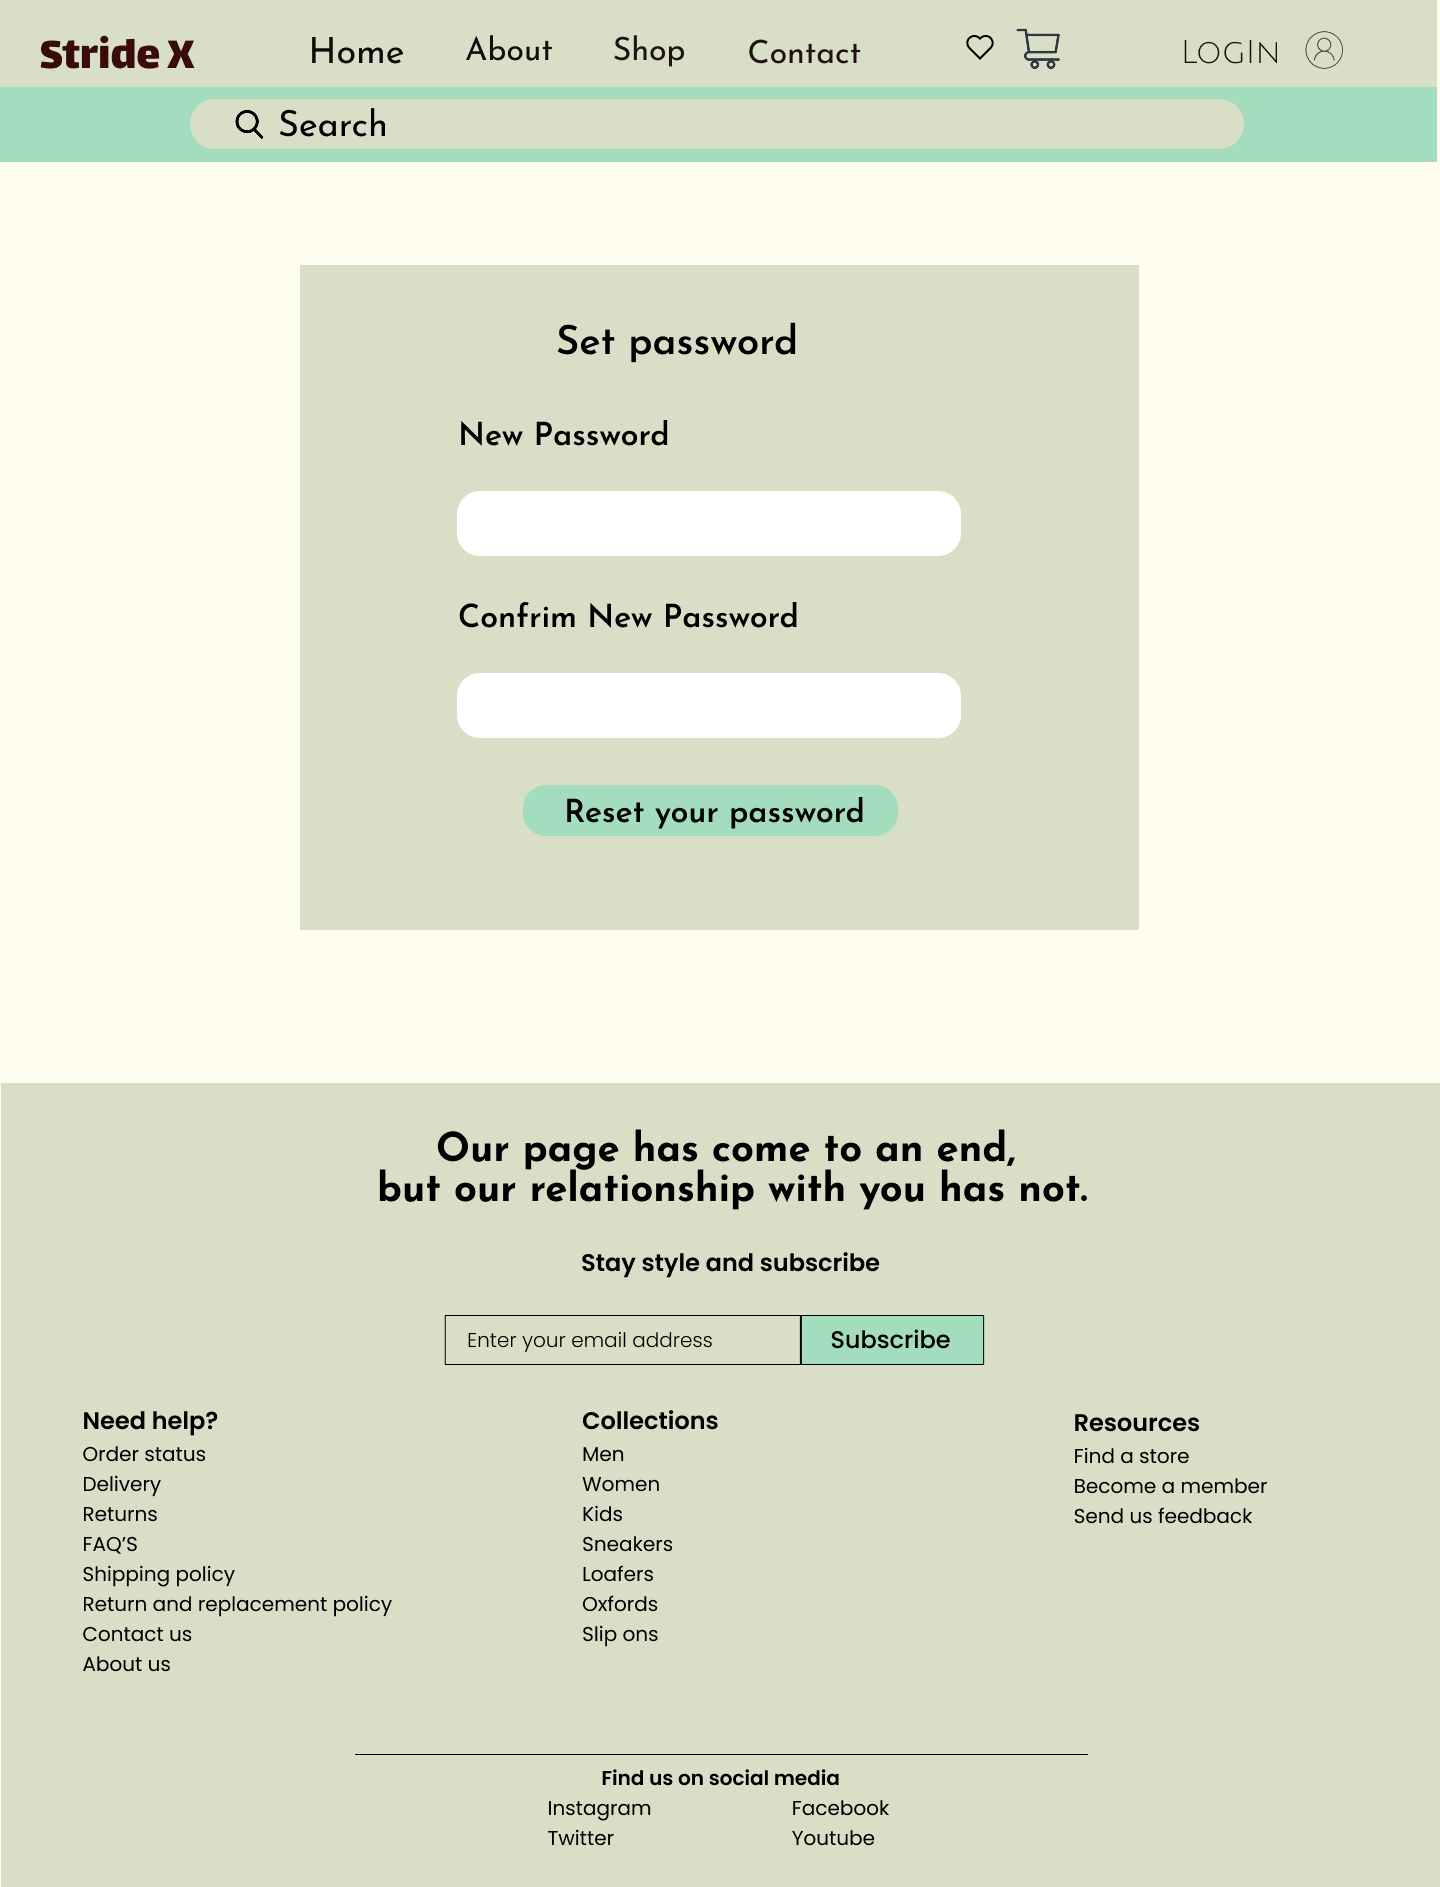 Stride X
Home
About
Shop
Contact
LOGIN
Search
Set password
New Password
Confrim New Password
Reset your password
Our page has come to an end,
but our relationship with you has not.
Stay style and subscribe
Enter your email address
Subscribe
Need help?
Order status
Delivery
Returns
FAQ’S
Shipping policy
Return and replacement policy
Contact us
About us
Collections
Men
Women
Kids
Sneakers
Loafers
Oxfords
Slip ons
Resources
Find a store
Become a member
Send us feedback
Find us on social media
Instagram
Facebook
Twitter
Youtube